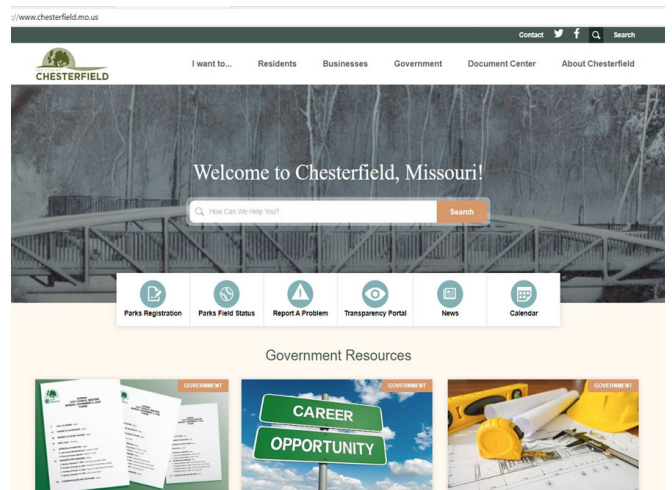 ://www.chesterfield.mo.us
Contact Search
CHESTERFIELD
I want to... Residents Businesses Government Document Center About Chesterfield
Welcome to Chesterfield, Missouri!
How Can We Help You? Search
Parks Registration Parks Field Status Report A Problem Transparency Portal News Calendar
Government Resources
GOVERNMENT GOVERNMENT GOVERNMENT
CAREER
OPPORTUNITY